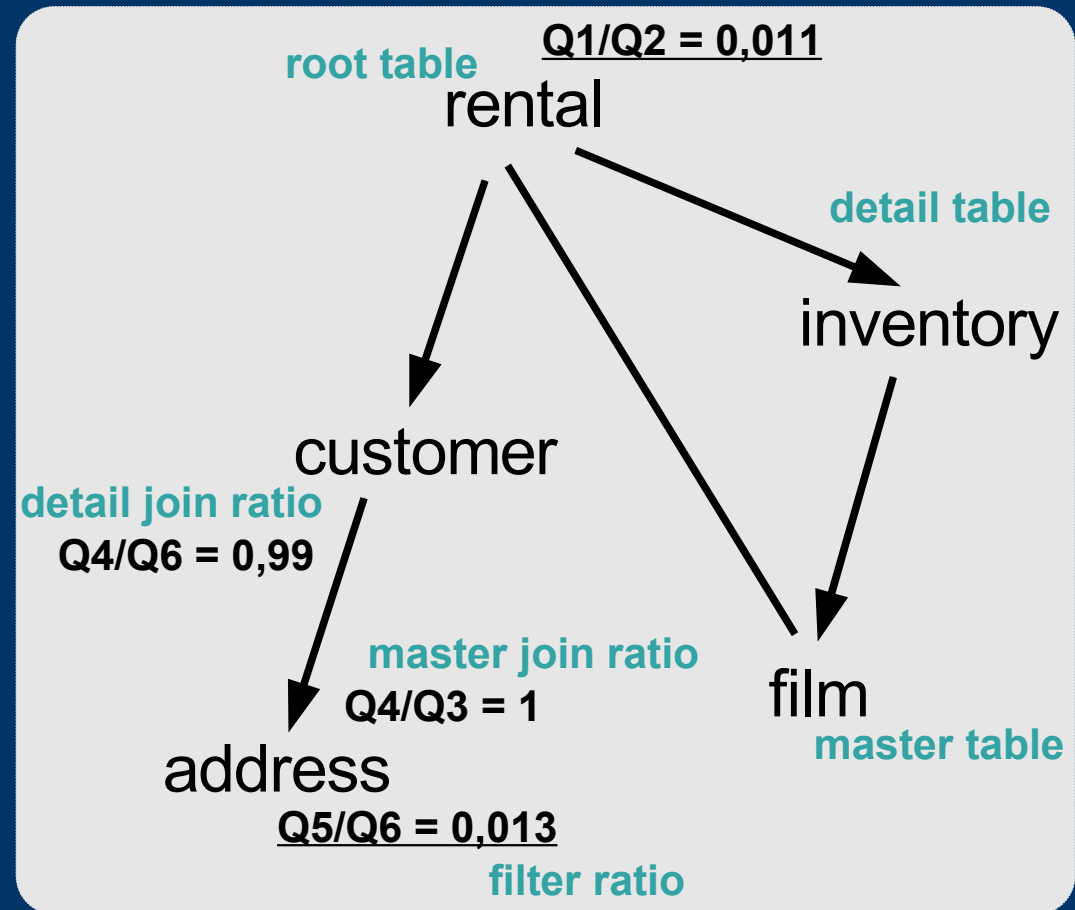 Q1/Q2 = 0,011
root table
rental
detail table
inventory
customer
detail join ratio
Q4/Q6 = 0,99
master join ratio
Q4/Q3 = 1
film
master table
address
Q5/Q6 = 0,013
filter ratio